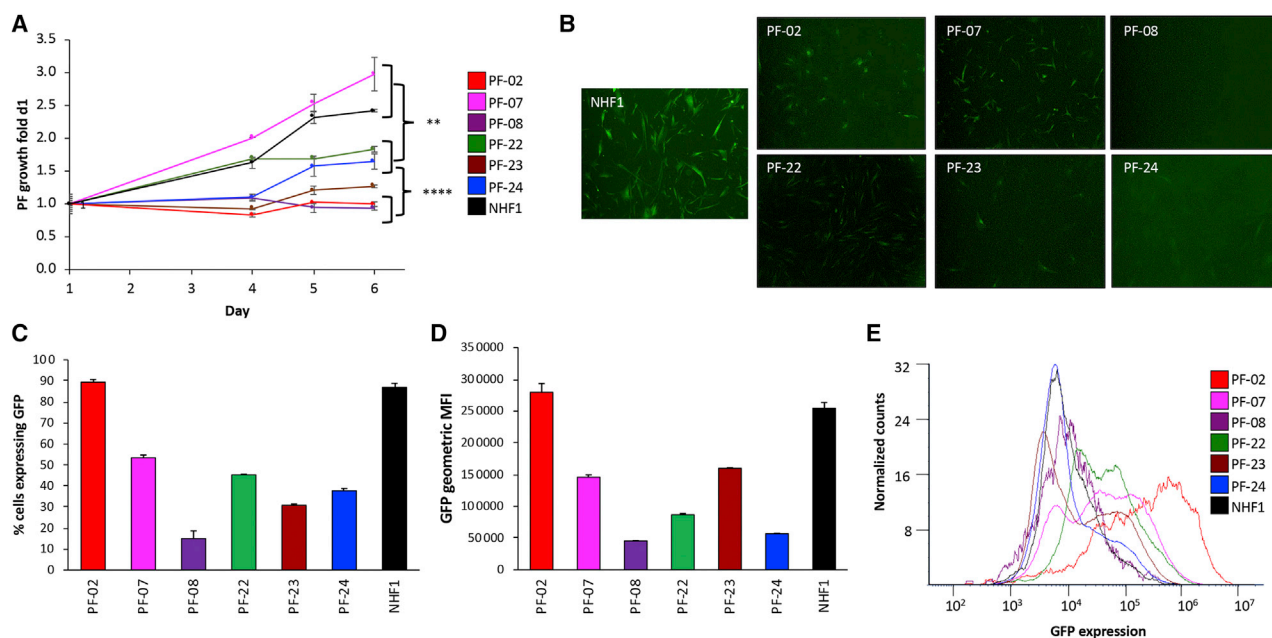 A
PF growth fold d1
3.5
3.0
2.5
2.0
1.5
1.0
0.5
0.0
1 2 3 4 5 6
Day
**
****
PF-02
PF-07
PF-08
PF-22
PF-23
PF-24
NHF1
B
NHF1
PF-02
PF-07
PF-08
PF-22
PF-23
PF-24
C
% cells expressing GFP
100
90
80
70
60
50
40
30
20
10
0
PF-02
PF-07
PF-08
PF-22
PF-23
PF-24
NHF1
D
GFP geometric MFI
350000
300000
250000
200000
150000
100000
50000
0
PF-02
PF-07
PF-08
PF-22
PF-23
PF-24
NHF1
E
Normalized counts
32
24
16
8
10² 10³ 10⁴ 10⁵ 10⁶ 10⁷
GFP expression
PF-02
PF-07
PF-08
PF-22
PF-23
PF-24
NHF1